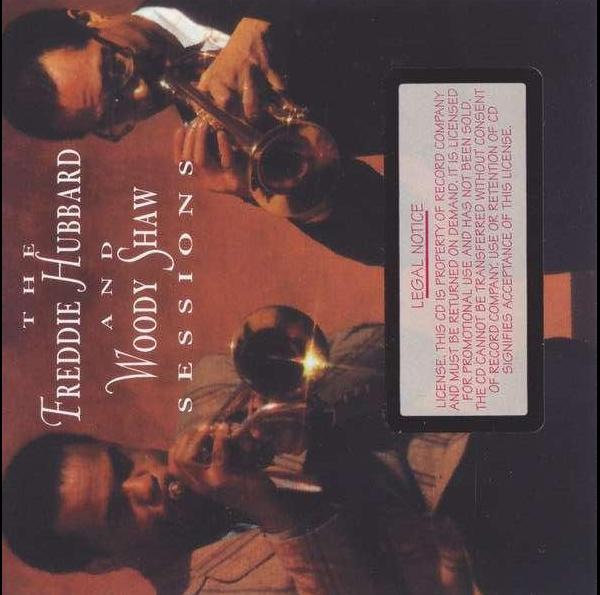 THE
FREDDIE HUBBARD
AND
WOODY SHAW
SESSIONS
LEGAL NOTICE
LICENSE. THIS CD IS PROPERTY OF RECORD COMPANY
AND MUST BE RETURNED ON DEMAND. IT IS LICENSED
FOR PROMOTIONAL USE AND HAS NOT BEEN SOLD.
THE CD CANNOT BE TRANSFERRED WITHOUT CONSENT
OF RECORD COMPANY. USE OR RETENTION OF CD
SIGNIFIES ACCEPTANCE OF THIS LICENSE.